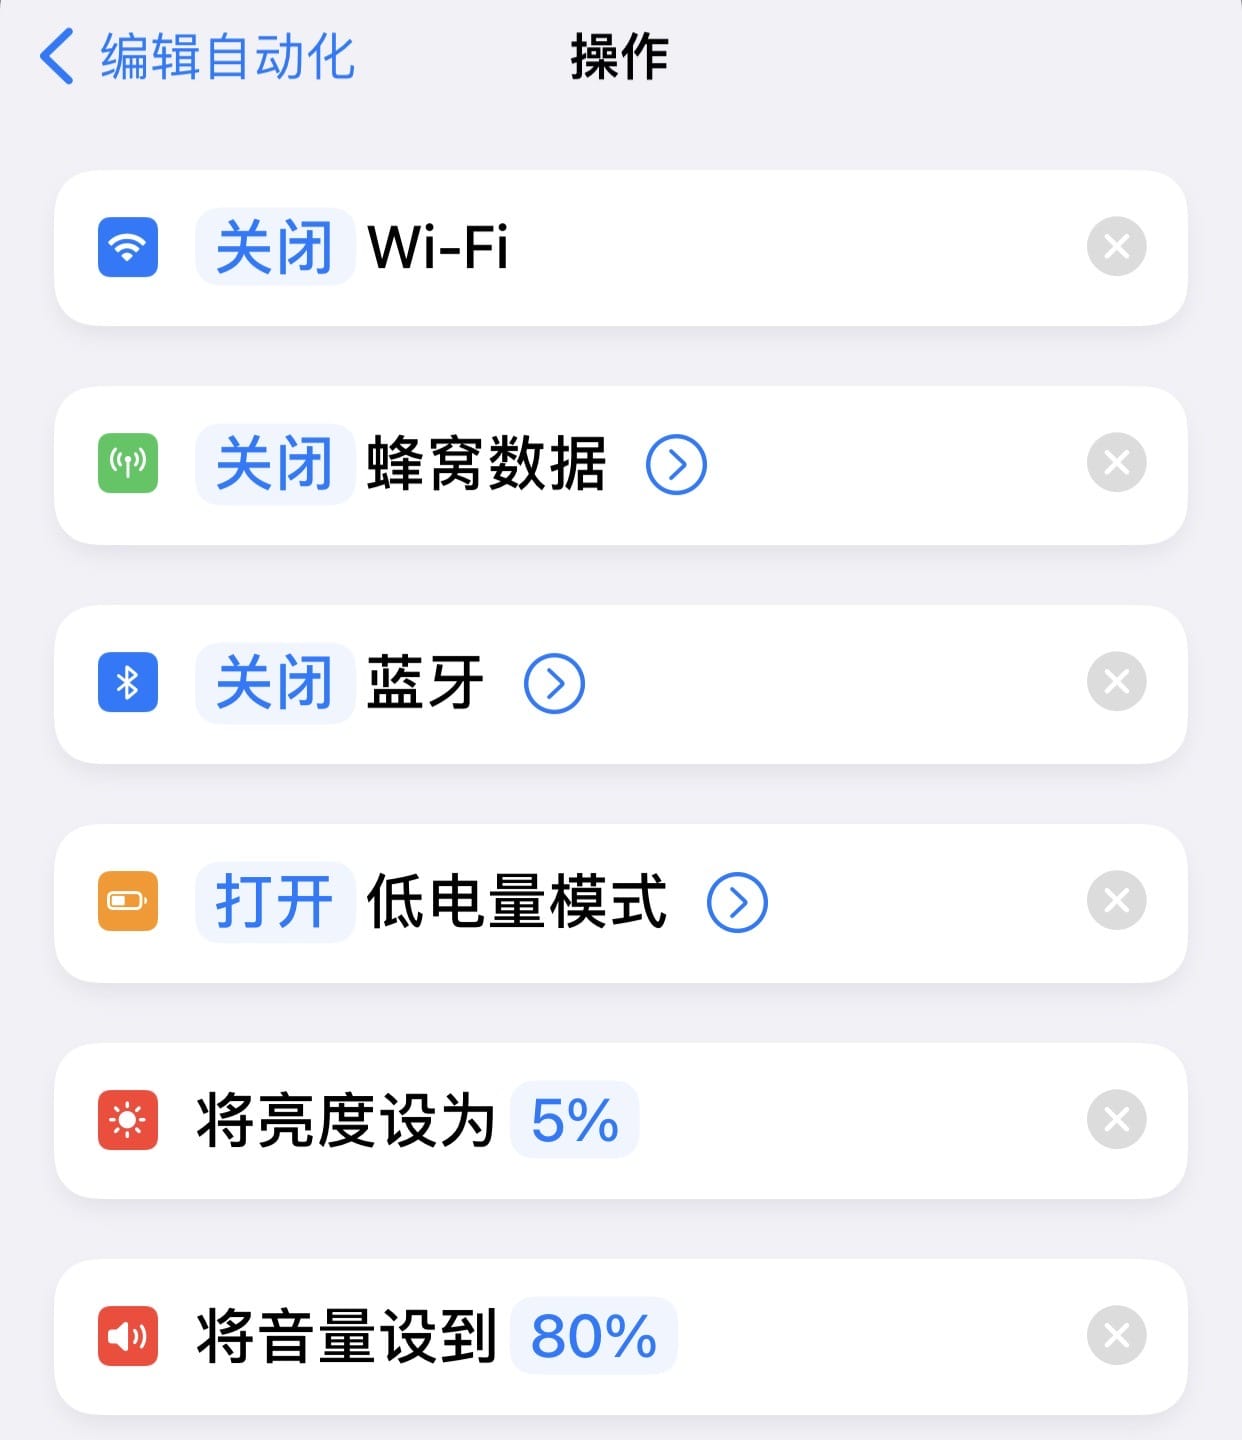 编辑自动化 操作
关闭 Wi-Fi
关闭 蜂窝数据
关闭 蓝牙
打开 低电量模式
将亮度设为 5%
将音量设到 80%